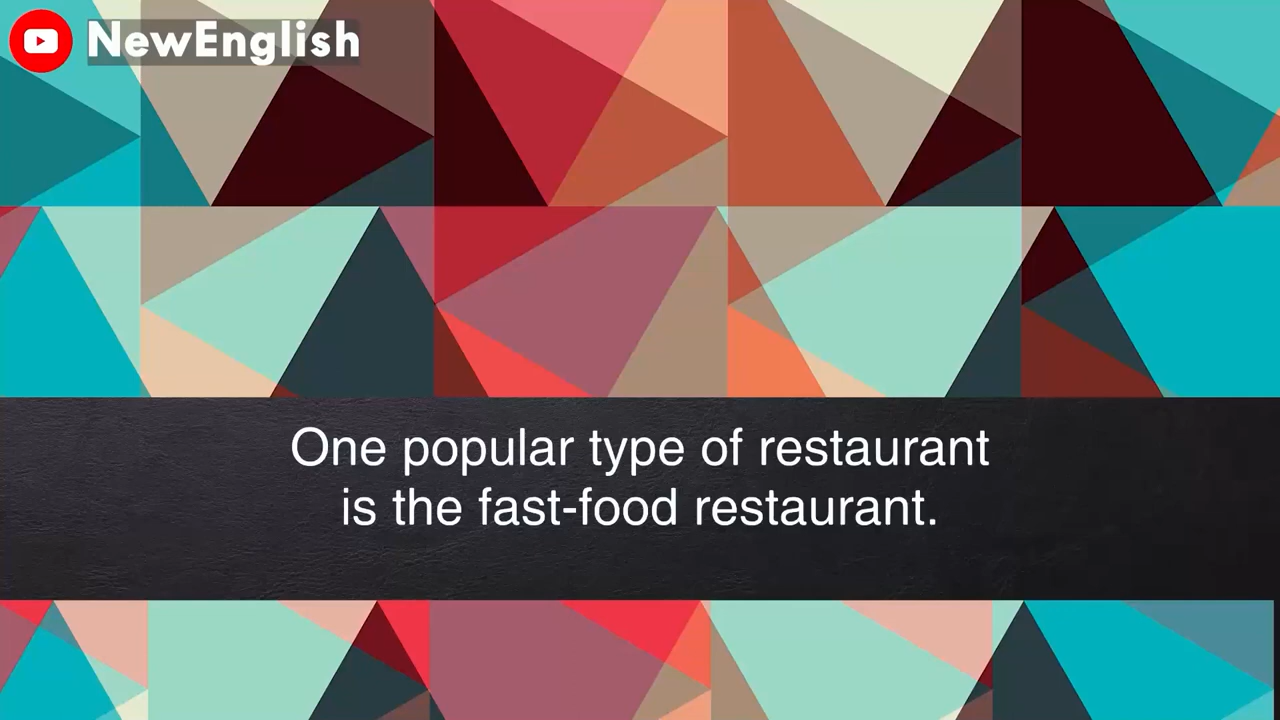 NewEnglish
One popular type of restaurant
is the fast-food restaurant.